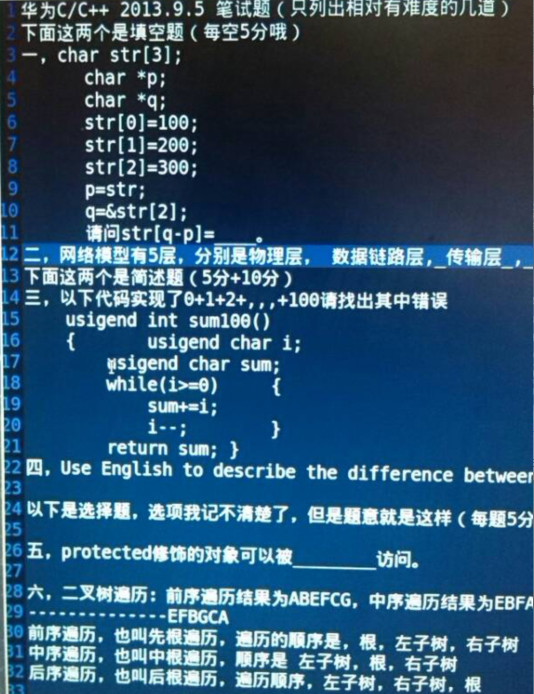 1 华为C/C++ 2013.9.5 笔试题（只列出相对有难度的几道）
2 下面这两个是填空题（每空5分哦）
3 一，char str[3];
4 char *p;
5 char *q;
6 str[0]=100;
7 str[1]=200;
8 str[2]=300;
9 p=str;
10 q=&str[2];
11 请问str[q-p]=____。
12 二，网络模型有5层，分别是物理层， 数据链路层,_传输层_,_
13 下面这两个是简述题（5分+10分）
14 三，以下代码实现了0+1+2+,,,+100请找出其中错误
15 usigend int sum100()
16 { usigend char i;
17 usigend char sum;
18 while(i>=0) {
19 sum+=i;
20 i--; }
21 return sum; }
22 四，Use English to describe the difference between
23
24 以下是选择题，选项我记不清楚了，但是题意就是这样（每题5分
25
26 五，protected修饰的对象可以被________访问。
27
28 六，二叉树遍历：前序遍历结果为ABEFCG，中序遍历结果为EBFA
29 --------------EFBGCA
30 前序遍历，也叫先根遍历，遍历的顺序是，根，左子树，右子树
31 中序遍历，也叫中根遍历，顺序是 左子树，根，右子树
32 后序遍历，也叫后根遍历，遍历顺序，左子树，右子树，根
33